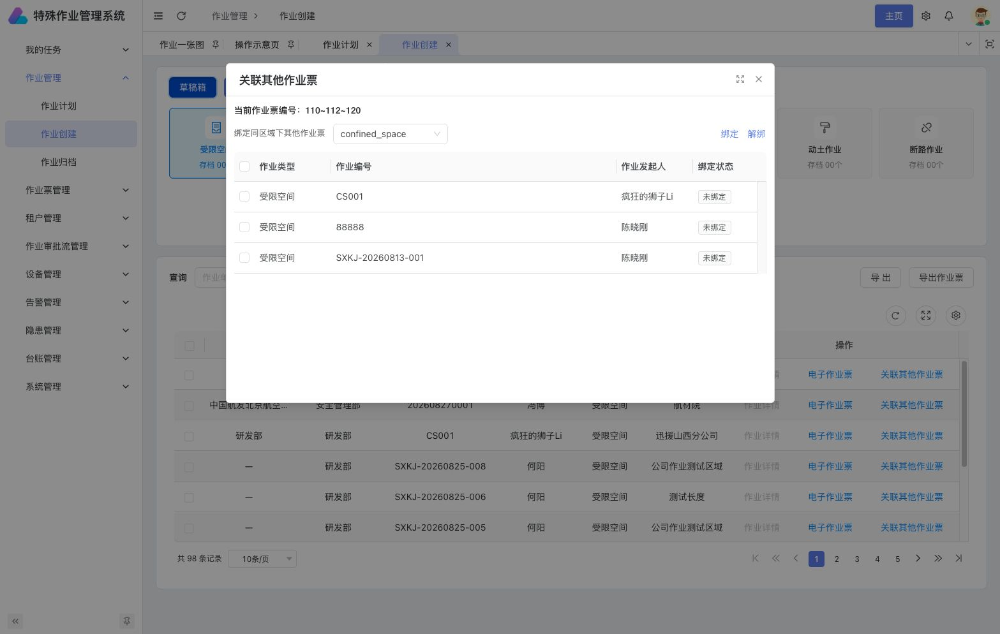 特殊作业管理系统
作业管理
作业创建
主页
作业一张图
操作示意页
作业计划
作业创建
我的任务
作业管理
作业计划
作业创建
作业归档
作业票管理
租户管理
作业审批流管理
设备管理
告警管理
隐患管理
台账管理
系统管理
草稿箱
受限空
存档 00
动土作业
存档 00个
断路作业
存档 00个
关联其他作业票
当前作业票编号：110~112~120
绑定同区域下其他作业票
confined_space
绑定 解绑
作业类型 作业编号 作业发起人 绑定状态
受限空间 CS001 疯狂的狮子Li 未绑定
受限空间 88888 陈晓刚 未绑定
受限空间 SXKJ-20260813-001 陈晓刚 未绑定
查询
导 出
导出作业票
操作
电子作业票 关联其他作业票
中国航发北京航空... 安全管理部 202608270001 冯博 受限空间 航材院 作业详情 电子作业票 关联其他作业票
研发部 研发部 CS001 疯狂的狮子Li 受限空间 迅援山西分公司 作业详情 电子作业票 关联其他作业票
— 研发部 SXKJ-20260825-008 何阳 受限空间 公司作业测试区域 作业详情 电子作业票 关联其他作业票
— 研发部 SXKJ-20260825-006 何阳 受限空间 测试长度 作业详情 电子作业票 关联其他作业票
— 研发部 SXKJ-20260825-005 何阳 受限空间 公司作业测试区域 作业详情 电子作业票 关联其他作业票
共 98 条记录 10条/页 1 2 3 4 5